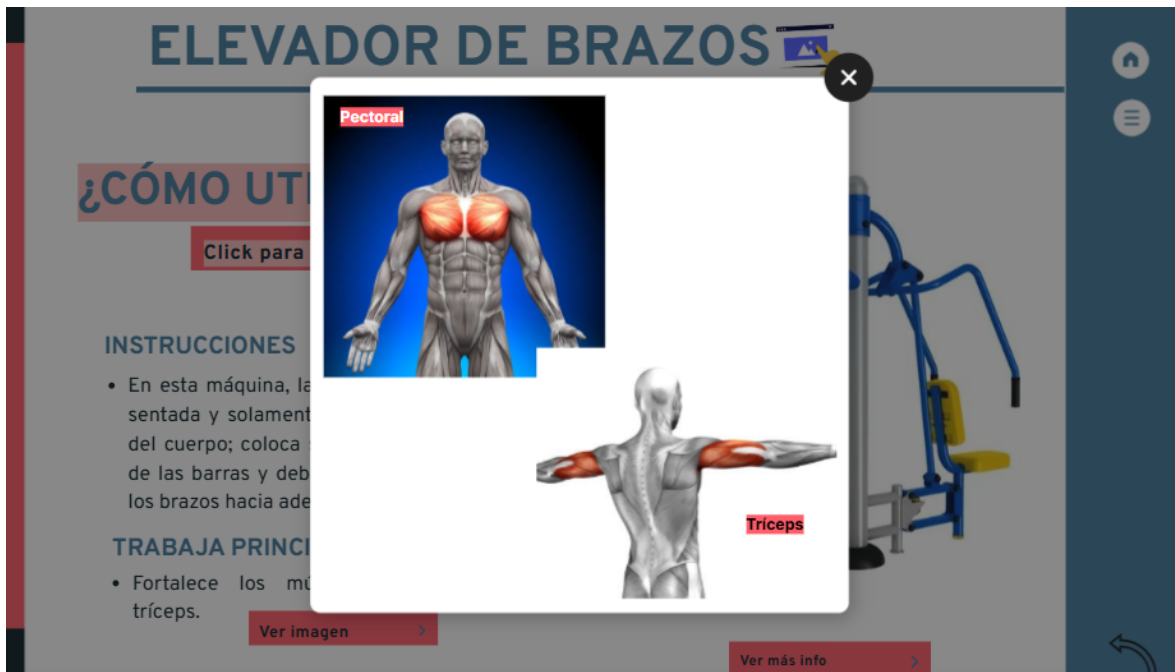 ELEVADOR DE BRAZOS
Pectoral
¿CÓMO UTI
Click para
INSTRUCCIONES
• En esta máquina, la
sentada y solament
del cuerpo; coloca
de las barras y deb
los brazos hacia ade
Tríceps
TRABAJA PRINCI
• Fortalece los mú
tríceps.
Ver imagen
Ver más info